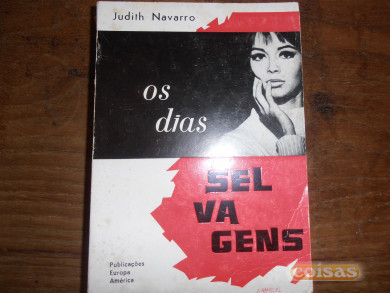 Judith Navarro
os
dias
SEL
VA
GENS
Publicações
Europa
América
coisas